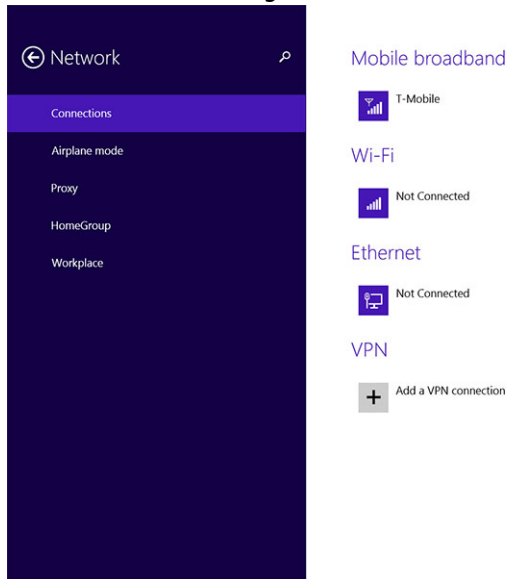 Network
Connections
Airplane mode
Proxy
HomeGroup
Workplace
Mobile broadband
T-Mobile
Wi-Fi
Not Connected
Ethernet
Not Connected
VPN
Add a VPN connection